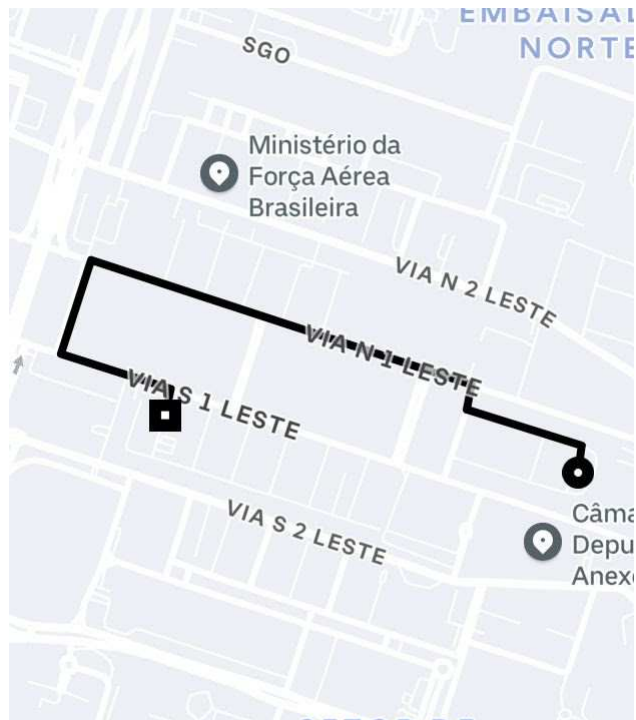 EMBAIXAD
NORTE
SGO
Ministério da
Força Aérea
Brasileira
VIA N 2 LESTE
VIA N 1 LESTE
VIA S 1 LESTE
VIA S 2 LESTE
Câma
Depu
Anex